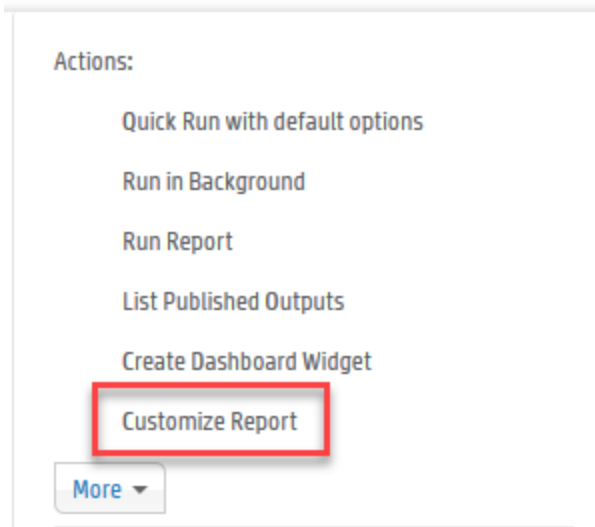 Actions:
Quick Run with default options
Run in Background
Run Report
List Published Outputs
Create Dashboard Widget
Customize Report
More